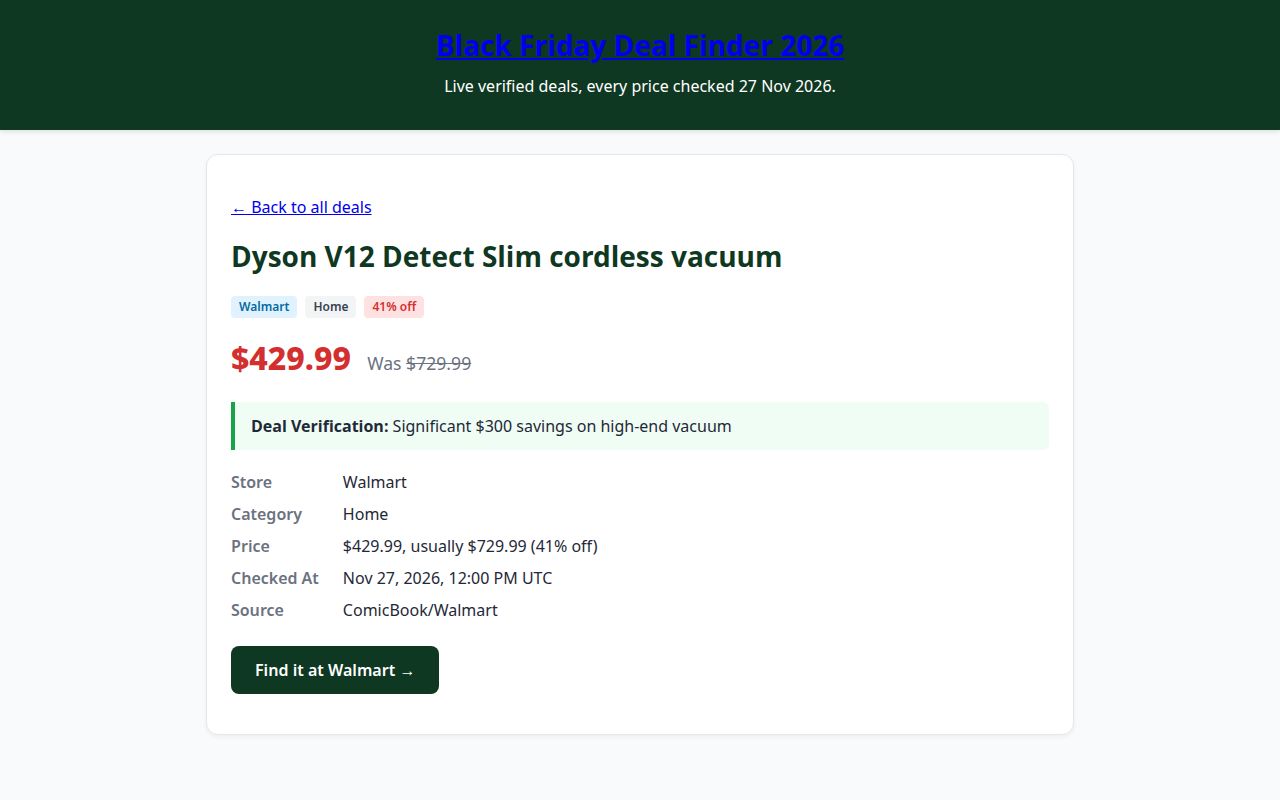 Black Friday Deal Finder 2026
Live verified deals, every price checked 27 Nov 2026.
← Back to all deals
Dyson V12 Detect Slim cordless vacuum
Walmart Home 41% off
$429.99 Was $729.99
Deal Verification: Significant $300 savings on high-end vacuum
Store Walmart
Category Home
Price $429.99, usually $729.99 (41% off)
Checked At Nov 27, 2026, 12:00 PM UTC
Source ComicBook/Walmart
Find it at Walmart →